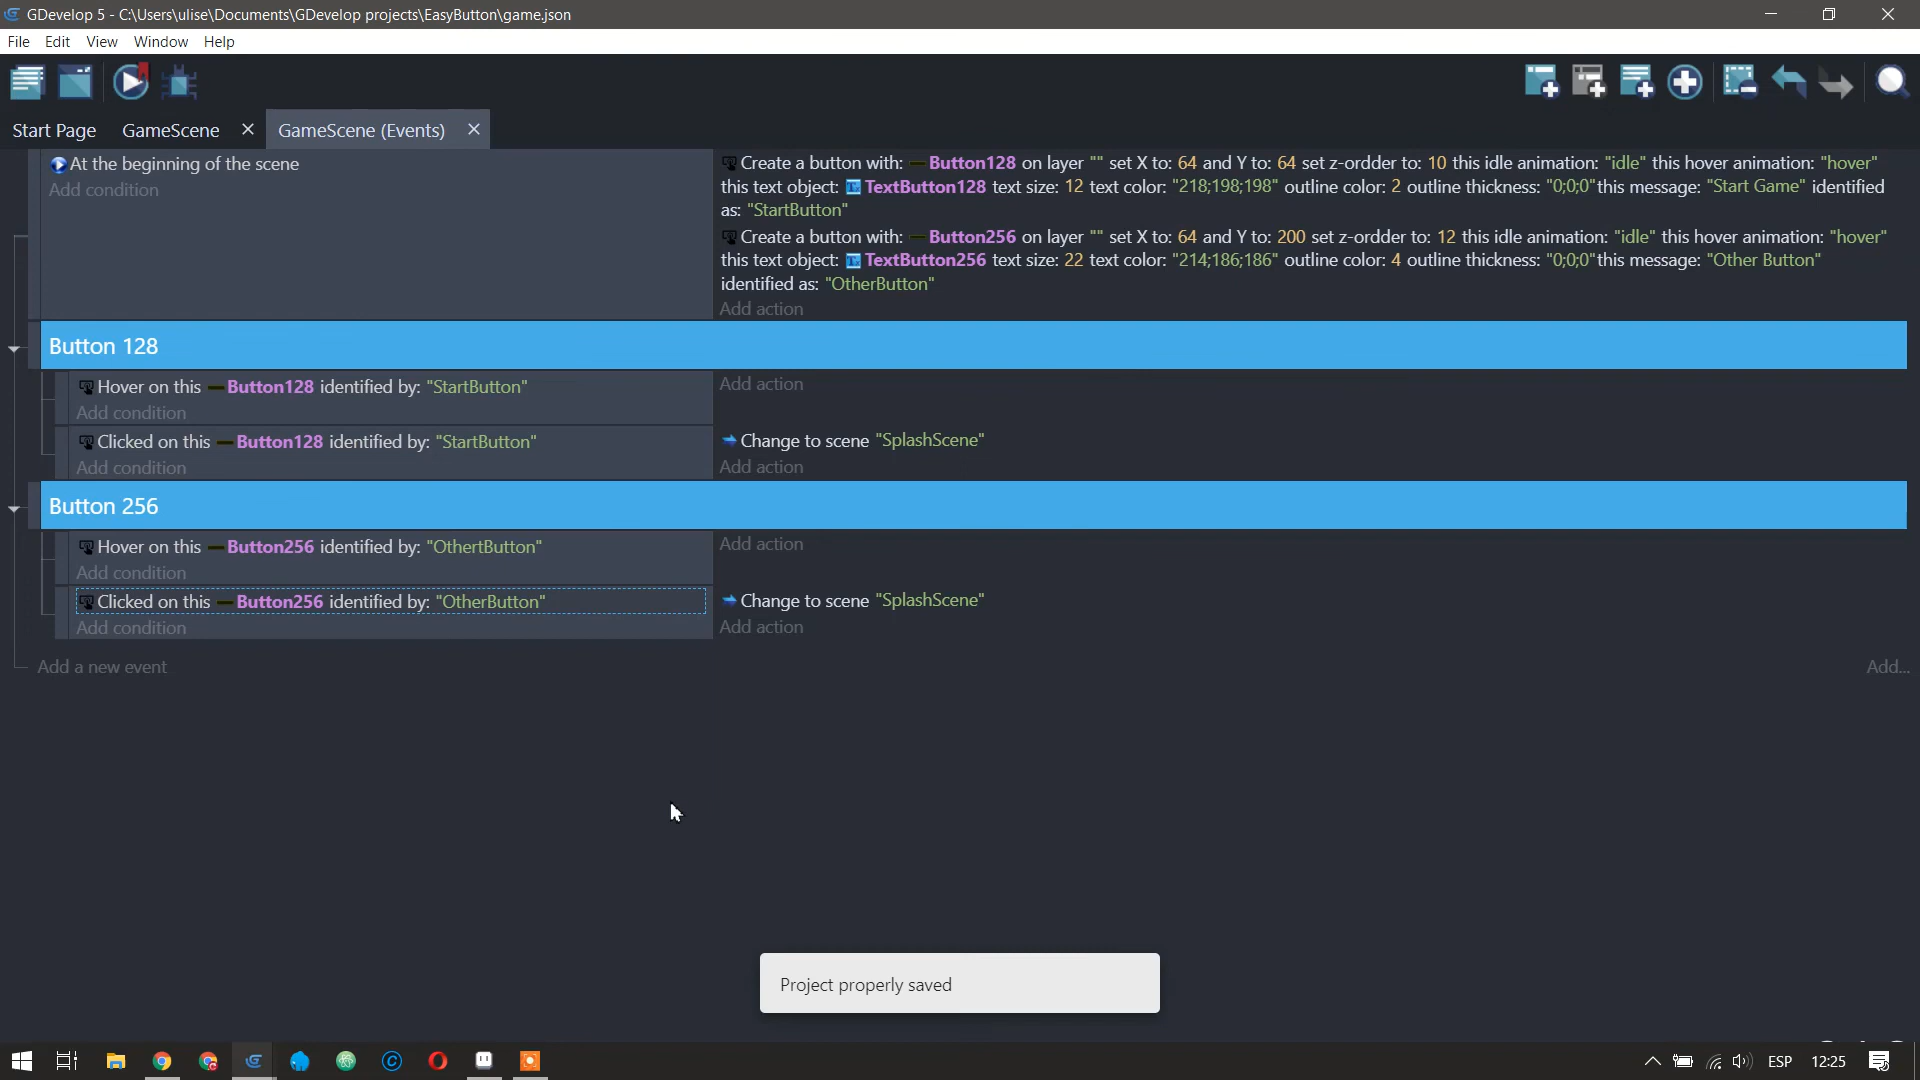 GDevelop 5 - C:\Users\ulise\Documents\GDevelop projects\EasyButton\game.json
File Edit View Window Help
Start Page GameScene GameScene (Events)
At the beginning of the scene
Add condition
Create a button with: Button128 on layer "" set X to: 64 and Y to: 64 set z-ordder to: 10 this idle animation: "idle" this hover animation: "hover"
this text object: TextButton128 text size: 12 text color: "218;198;198" outline color: 2 outline thickness: "0;0;0"this message: "Start Game" identified
as: "StartButton"
Create a button with: Button256 on layer "" set X to: 64 and Y to: 200 set z-ordder to: 12 this idle animation: "idle" this hover animation: "hover"
this text object: TextButton256 text size: 22 text color: "214;186;186" outline color: 4 outline thickness: "0;0;0"this message: "Other Button"
identified as: "OtherButton"
Add action
Button 128
Hover on this Button128 identified by: "StartButton"
Add action
Add condition
Clicked on this Button128 identified by: "StartButton"
Change to scene "SplashScene"
Add condition
Add action
Button 256
Hover on this Button256 identified by: "OthertButton"
Add action
Add condition
Clicked on this Button256 identified by: "OtherButton"
Change to scene "SplashScene"
Add condition
Add action
Add a new event
Add...
Project properly saved
ESP 12:25